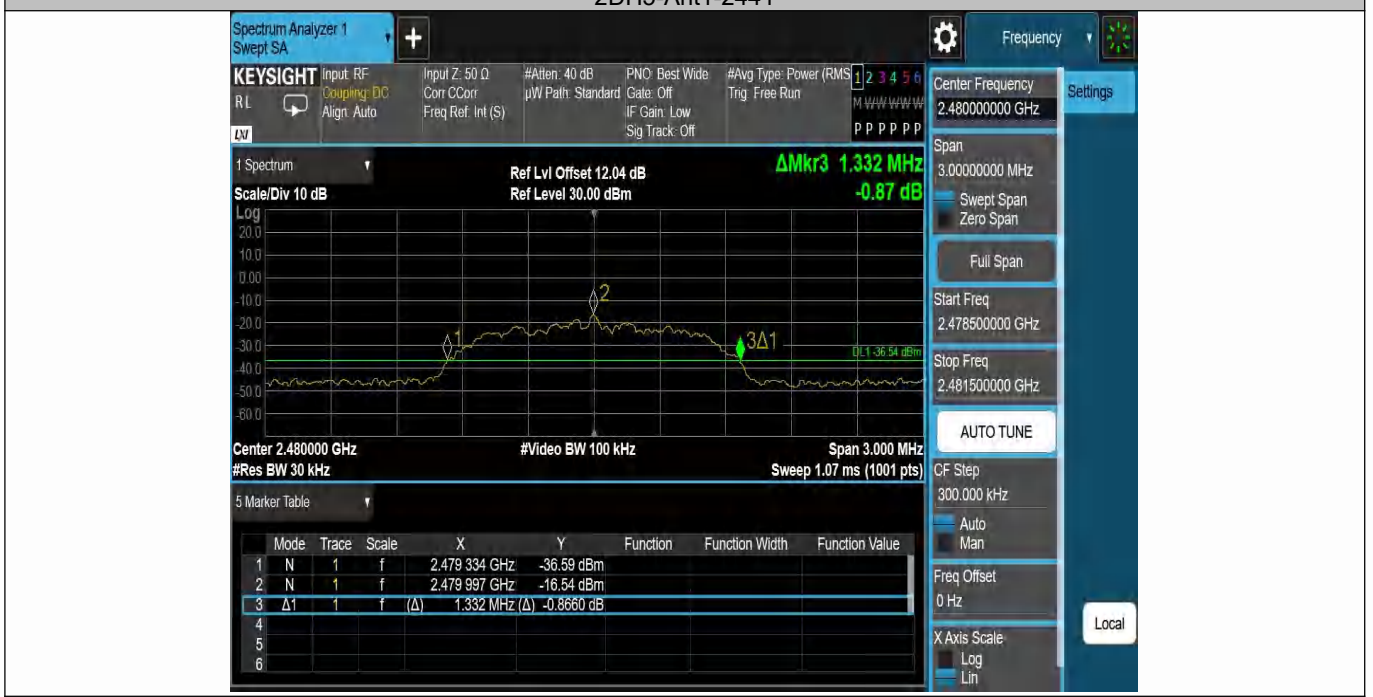 Spectrum Analyzer 1
Swept SA
+
Frequency
KEYSIGHT
RL
LXI
Input: RF
Coupling: DC
Align: Auto
Input Z: 50 Ω
Corr CCorr
Freq Ref: Int (S)
#Atten: 40 dB
µW Path: Standard
PNO: Best Wide
Gate: Off
IF Gain: Low
Sig Track: Off
#Avg Type: Power (RMS
Trig: Free Run
1 2 3 4 5 6
M W W W W W
P P P P P P
1 Spectrum
Scale/Div 10 dB
Ref Lvl Offset 12.04 dB
Ref Level 30.00 dBm
ΔMkr3 1.332 MHz
-0.87 dB
Log
20.0
10.0
0.00
-10.0
-20.0
-30.0
-40.0
-50.0
-60.0
1
2
3Δ1
DL1 -36.54 dBm
Center 2.480000 GHz
#Video BW 100 kHz
Span 3.000 MHz
#Res BW 30 kHz
Sweep 1.07 ms (1001 pts)
5 Marker Table
Mode Trace Scale X Y Function Function Width Function Value
1 N 1 f 2.479 334 GHz -36.59 dBm
2 N 1 f 2.479 997 GHz -16.54 dBm
3 Δ1 1 f (Δ) 1.332 MHz (Δ) -0.8660 dB
4
5
6
Center Frequency
2.480000000 GHz
Settings
Span
3.00000000 MHz
Swept Span
Zero Span
Full Span
Start Freq
2.478500000 GHz
Stop Freq
2.481500000 GHz
AUTO TUNE
CF Step
300.000 kHz
Auto
Man
Freq Offset
0 Hz
Local
X Axis Scale
Log
Lin